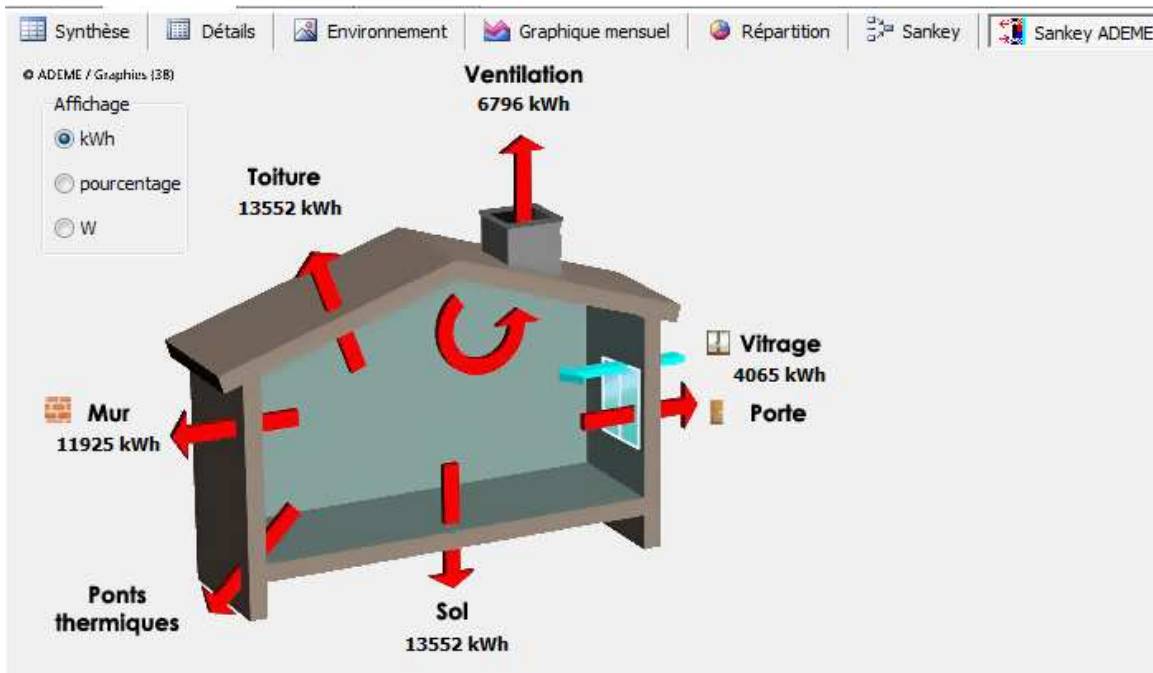 Synthèse Détails Environnement Graphique mensuel Répartition Sankey Sankey ADEME
© ADEME / Graphies (38)
Affichage
kWh
pourcentage
W
Ventilation
6796 kWh
Toiture
13552 kWh
Vitrage
4065 kWh
Porte
Mur
11925 kWh
Ponts
thermiques
Sol
13552 kWh